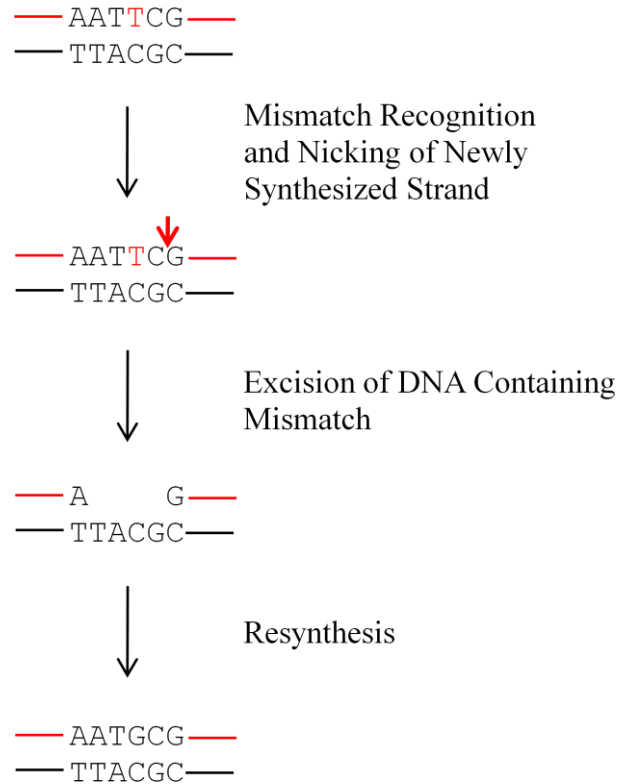 AATTCG
TTACGC
Mismatch Recognition
and Nicking of Newly
Synthesized Strand
AATTCG
TTACGC
Excision of DNA Containing
Mismatch
A G
TTACGC
Resynthesis
AATGCG
TTACGC